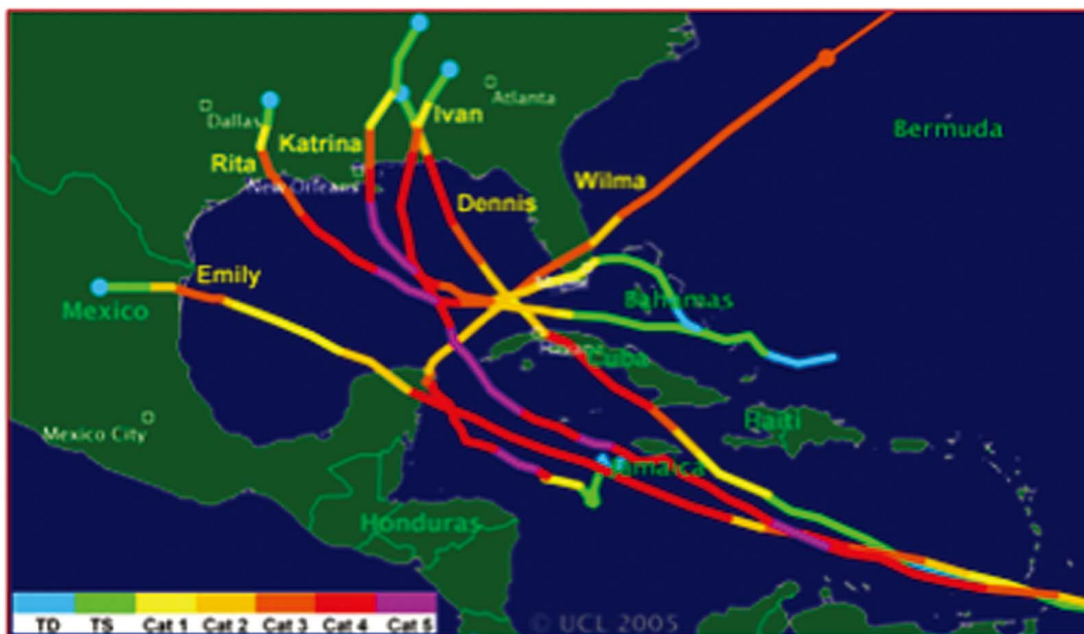 Atlanta
Ivan
Dallas
Katrina
Bermuda
Rita
New Orleans
Wilma
Dennis
Emily
Mexico
Bahamas
Cuba
Haiti
Mexico City
Jamaica
Honduras
TD TS Cat 1 Cat 2 Cat 3 Cat 4 Cat 5
© UCL 2005